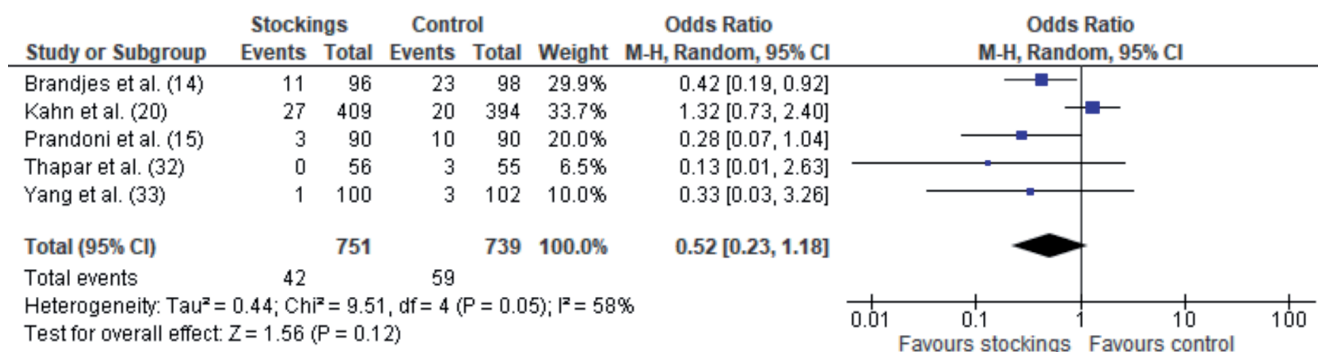 Stockings Control Odds Ratio Odds Ratio
Study or Subgroup Events Total Events Total Weight M-H, Random, 95% CI M-H, Random, 95% CI
Brandjes et al. (14) 11 96 23 98 29.9% 0.42 [0.19, 0.92]
Kahn et al. (20) 27 409 20 394 33.7% 1.32 [0.73, 2.40]
Prandoni et al. (15) 3 90 10 90 20.0% 0.28 [0.07, 1.04]
Thapar et al. (32) 0 56 3 55 6.5% 0.13 [0.01, 2.63]
Yang et al. (33) 1 100 3 102 10.0% 0.33 [0.03, 3.26]
Total (95% CI) 751 739 100.0% 0.52 [0.23, 1.18]
Total events 42 59
Heterogeneity: Tau² = 0.44; Chi² = 9.51, df = 4 (P = 0.05); I² = 58%
Test for overall effect: Z = 1.56 (P = 0.12)
0.01 0.1 1 10 100
Favours stockings Favours control